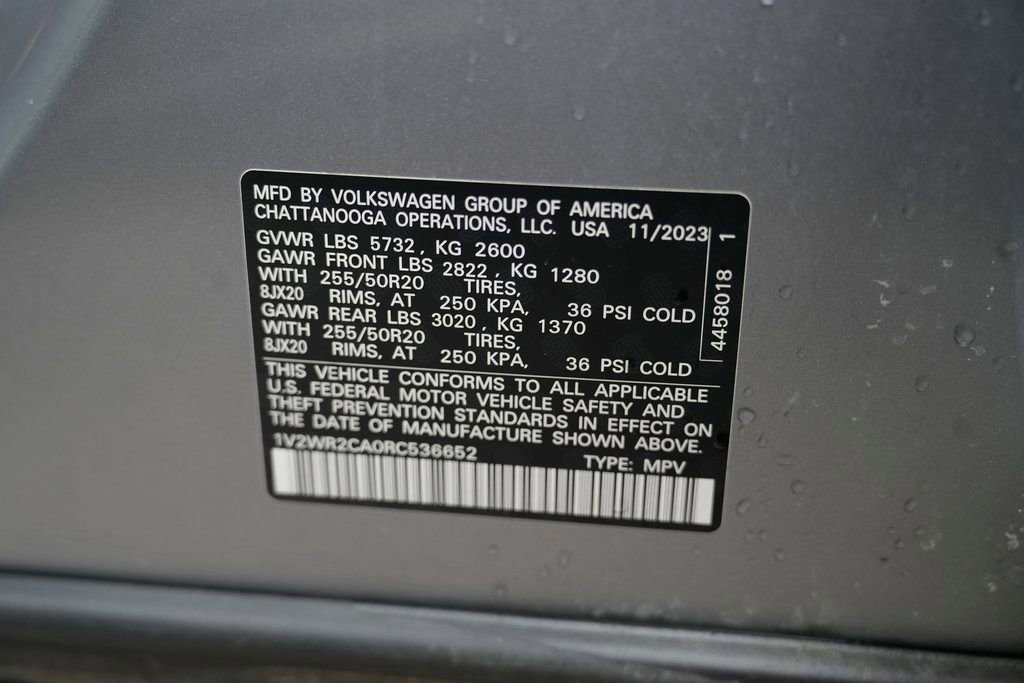 MFD BY VOLKSWAGEN GROUP OF AMERICA
CHATTANOOGA OPERATIONS, LLC. USA 11/2023
GVWR LBS 5732, KG 2600
GAWR FRONT LBS 2822, KG 1280
WITH 255/50R20 TIRES,
8JX20 RIMS, AT 250 KPA, 36 PSI COLD
GAWR REAR LBS 3020, KG 1370
WITH 255/50R20 TIRES,
8JX20 RIMS, AT 250 KPA, 36 PSI COLD
4458018 1
THIS VEHICLE CONFORMS TO ALL APPLICABLE
U.S. FEDERAL MOTOR VEHICLE SAFETY AND
THEFT PREVENTION STANDARDS IN EFFECT ON
THE DATE OF MANUFACTURE SHOWN ABOVE.
1V2WR2CA0RC536652 TYPE: MPV